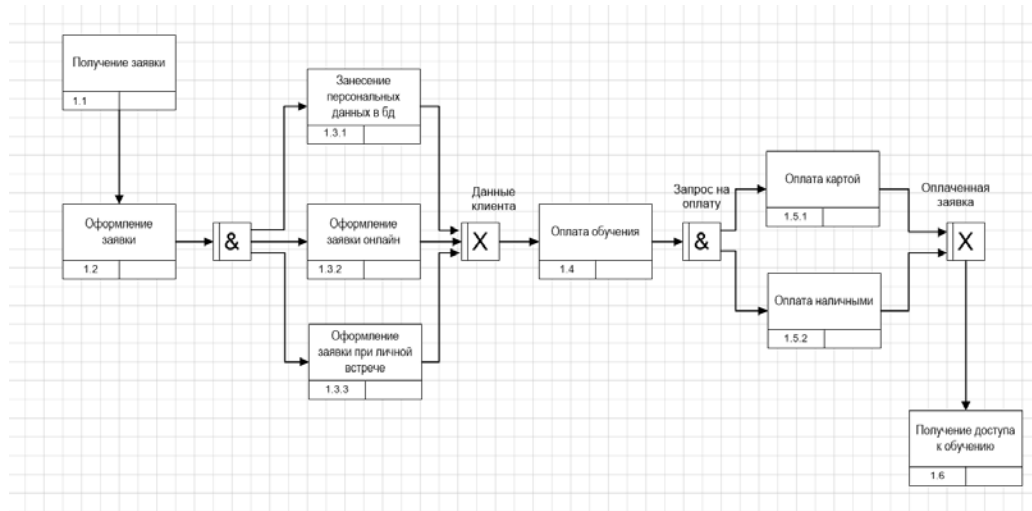 Получение заявки
1.1
Оформление
заявки
1.2
&
Занесение
персональных
данных в бд
1.3.1
Оформление
заявки онлайн
1.3.2
Оформление
заявки при личной
встрече
1.3.3
Данные
клиента
X
Оплата обучения
1.4
Запрос на
оплату
&
Оплата картой
1.5.1
Оплата наличными
1.5.2
Оплаченная
заявка
X
Получение доступа
к обучению
1.6